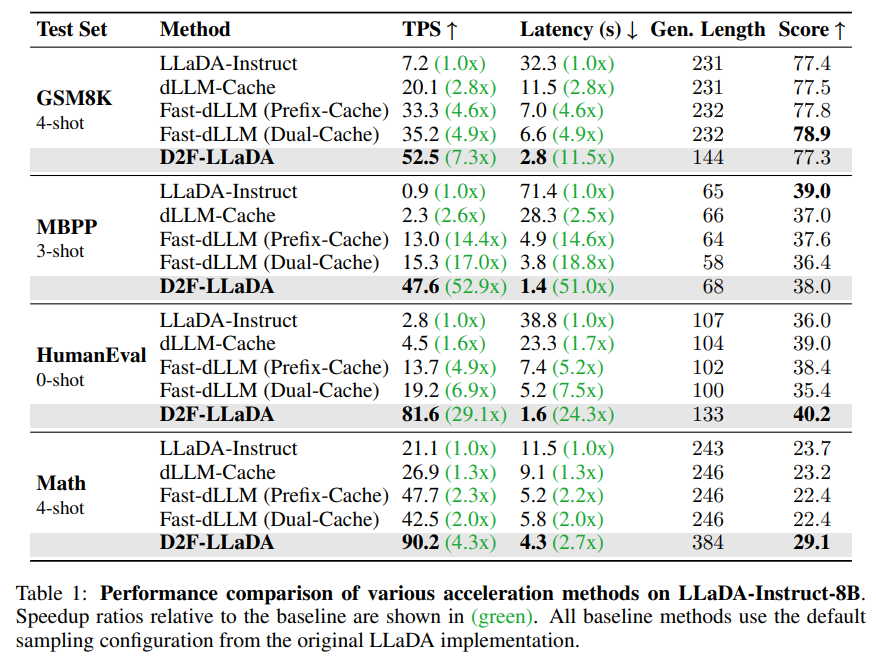 Test Set Method TPS ↑ Latency (s) ↓ Gen. Length Score ↑
GSM8K
4-shot
LLaDA-Instruct 7.2 (1.0x) 32.3 (1.0x) 231 77.4
dLLM-Cache 20.1 (2.8x) 11.5 (2.8x) 231 77.5
Fast-dLLM (Prefix-Cache) 33.3 (4.6x) 7.0 (4.6x) 232 77.8
Fast-dLLM (Dual-Cache) 35.2 (4.9x) 6.6 (4.9x) 232 78.9
D2F-LLaDA 52.5 (7.3x) 2.8 (11.5x) 144 77.3
MBPP
3-shot
LLaDA-Instruct 0.9 (1.0x) 71.4 (1.0x) 65 39.0
dLLM-Cache 2.3 (2.6x) 28.3 (2.5x) 66 37.0
Fast-dLLM (Prefix-Cache) 13.0 (14.4x) 4.9 (14.6x) 64 37.6
Fast-dLLM (Dual-Cache) 15.3 (17.0x) 3.8 (18.8x) 58 36.4
D2F-LLaDA 47.6 (52.9x) 1.4 (51.0x) 68 38.0
HumanEval
0-shot
LLaDA-Instruct 2.8 (1.0x) 38.8 (1.0x) 107 36.0
dLLM-Cache 4.5 (1.6x) 23.3 (1.7x) 104 39.0
Fast-dLLM (Prefix-Cache) 13.7 (4.9x) 7.4 (5.2x) 102 38.4
Fast-dLLM (Dual-Cache) 19.2 (6.9x) 5.2 (7.5x) 100 35.4
D2F-LLaDA 81.6 (29.1x) 1.6 (24.3x) 133 40.2
Math
4-shot
LLaDA-Instruct 21.1 (1.0x) 11.5 (1.0x) 243 23.7
dLLM-Cache 26.9 (1.3x) 9.1 (1.3x) 246 23.2
Fast-dLLM (Prefix-Cache) 47.7 (2.3x) 5.2 (2.2x) 246 22.4
Fast-dLLM (Dual-Cache) 42.5 (2.0x) 5.8 (2.0x) 246 22.4
D2F-LLaDA 90.2 (4.3x) 4.3 (2.7x) 384 29.1
Table 1: Performance comparison of various acceleration methods on LLaDA-Instruct-8B.
Speedup ratios relative to the baseline are shown in (green). All baseline methods use the default
sampling configuration from the original LLaDA implementation.